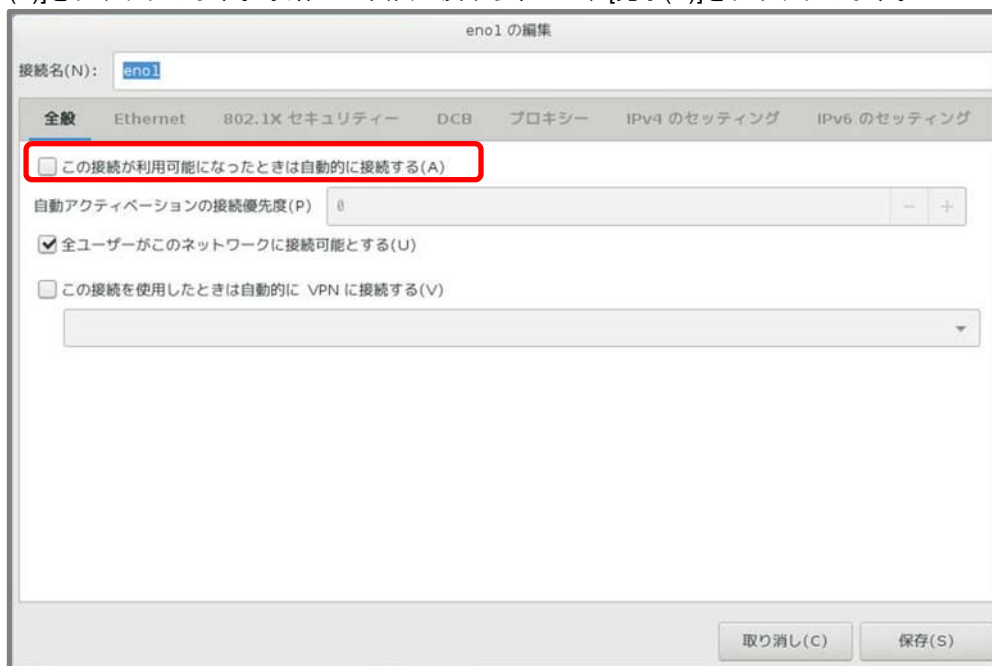 eno1 の編集
接続名(N): eno1
全般 Ethernet 802.1X セキュリティー DCB プロキシー IPv4 のセッティング IPv6 のセッティング
この接続が利用可能になったときは自動的に接続する(A)
自動アクティベーションの接続優先度(P) 0 − +
全ユーザーがこのネットワークに接続可能とする(U)
この接続を使用したときは自動的に VPN に接続する(V)
取り消し(C) 保存(S)